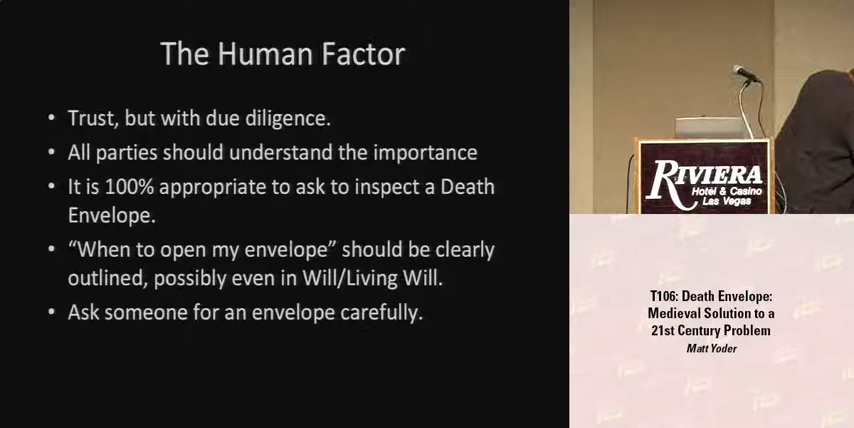 The Human Factor
• Trust, but with due diligence.
• All parties should understand the importance
• It is 100% appropriate to ask to inspect a Death
Envelope.
• “When to open my envelope” should be clearly
outlined, possibly even in Will/Living Will.
• Ask someone for an envelope carefully.
RIVIERA
Hotel & Casino
Las Vegas
T106: Death Envelope:
Medieval Solution to a
21st Century Problem
Matt Yoder